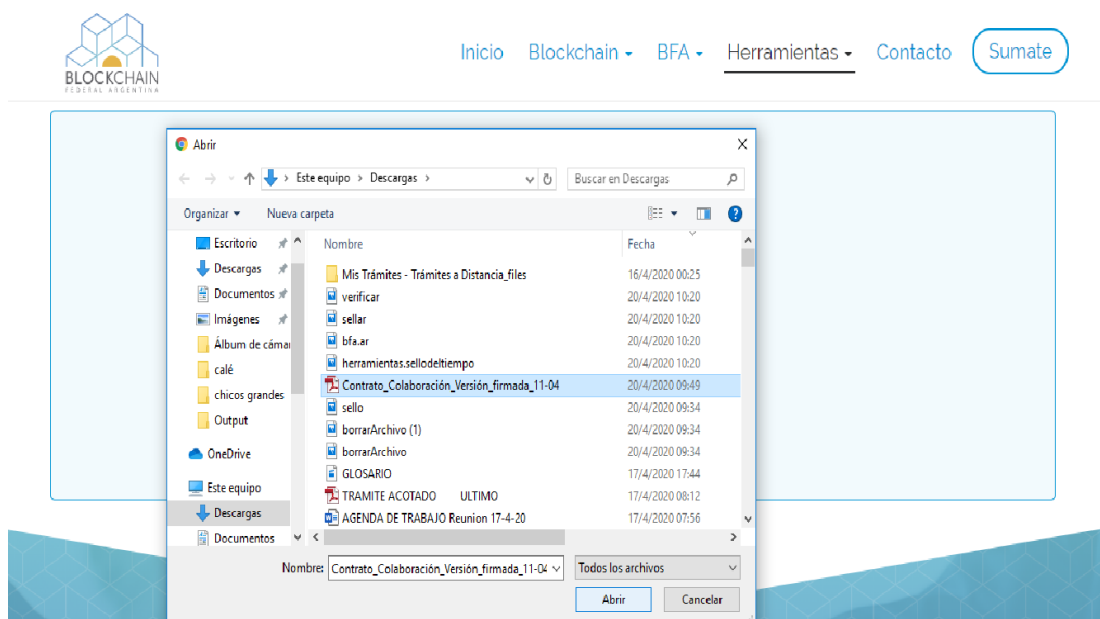 BLOCKCHAIN
FEDERAL ARGENTINA
Inicio Blockchain BFA Herramientas Contacto Sumate
Abrir
Este equipo > Descargas >
Buscar en Descargas
Organizar
Nueva carpeta
Escritorio
Descargas
Documentos
Imágenes
Álbum de cámar
calé
chicos grandes
Output
OneDrive
Este equipo
Descargas
Documentos
Nombre Fecha
Mis Trámites - Trámites a Distancia_files 16/4/2020 00:25
verificar 20/4/2020 10:20
sellar 20/4/2020 10:20
bfa.ar 20/4/2020 10:20
herramientas.sellodeltiempo 20/4/2020 10:20
Contrato_Colaboración_Versión_firmada_11-04 20/4/2020 09:49
sello 20/4/2020 09:34
borrarArchivo (1) 20/4/2020 09:34
borrarArchivo 20/4/2020 09:34
GLOSARIO 17/4/2020 17:44
TRAMITE ACOTADO ULTIMO 17/4/2020 08:12
AGENDA DE TRABAJO Reunion 17-4-20 17/4/2020 07:56
Nombre: Contrato_Colaboración_Versión_firmada_11-04
Todos los archivos
Abrir Cancelar